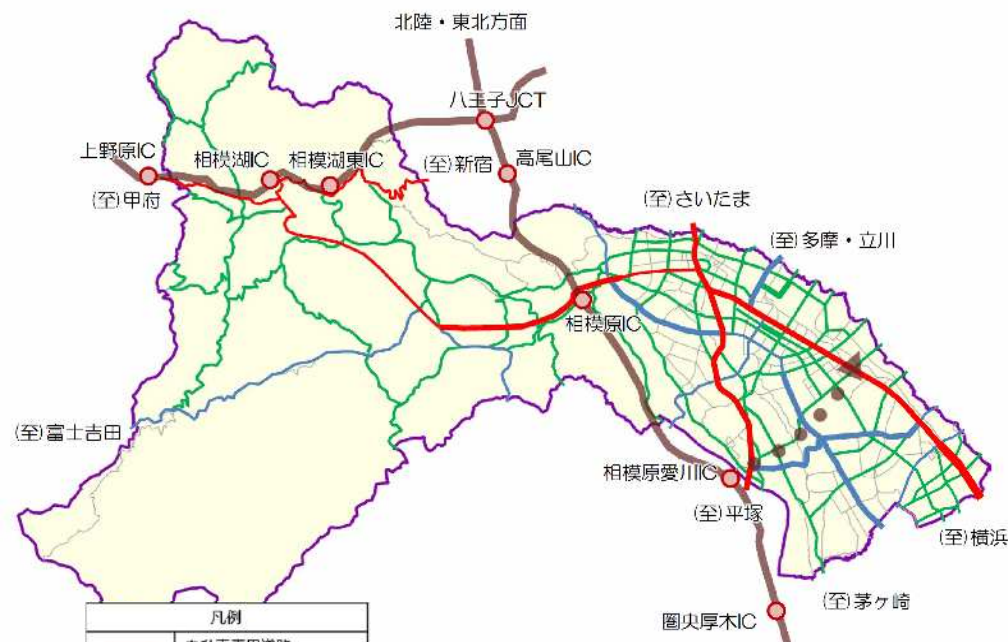 北陸・東北方面
八王子JCT
上野原IC
相模湖IC
相模湖東IC
(至)新宿
高尾山IC
(至)甲府
(至)さいたま
(至)多摩・立川
相模原IC
(至)富士吉田
相模原愛川IC
(至)平塚
(至)横浜
(至)茅ヶ崎
圏央厚木IC
凡例